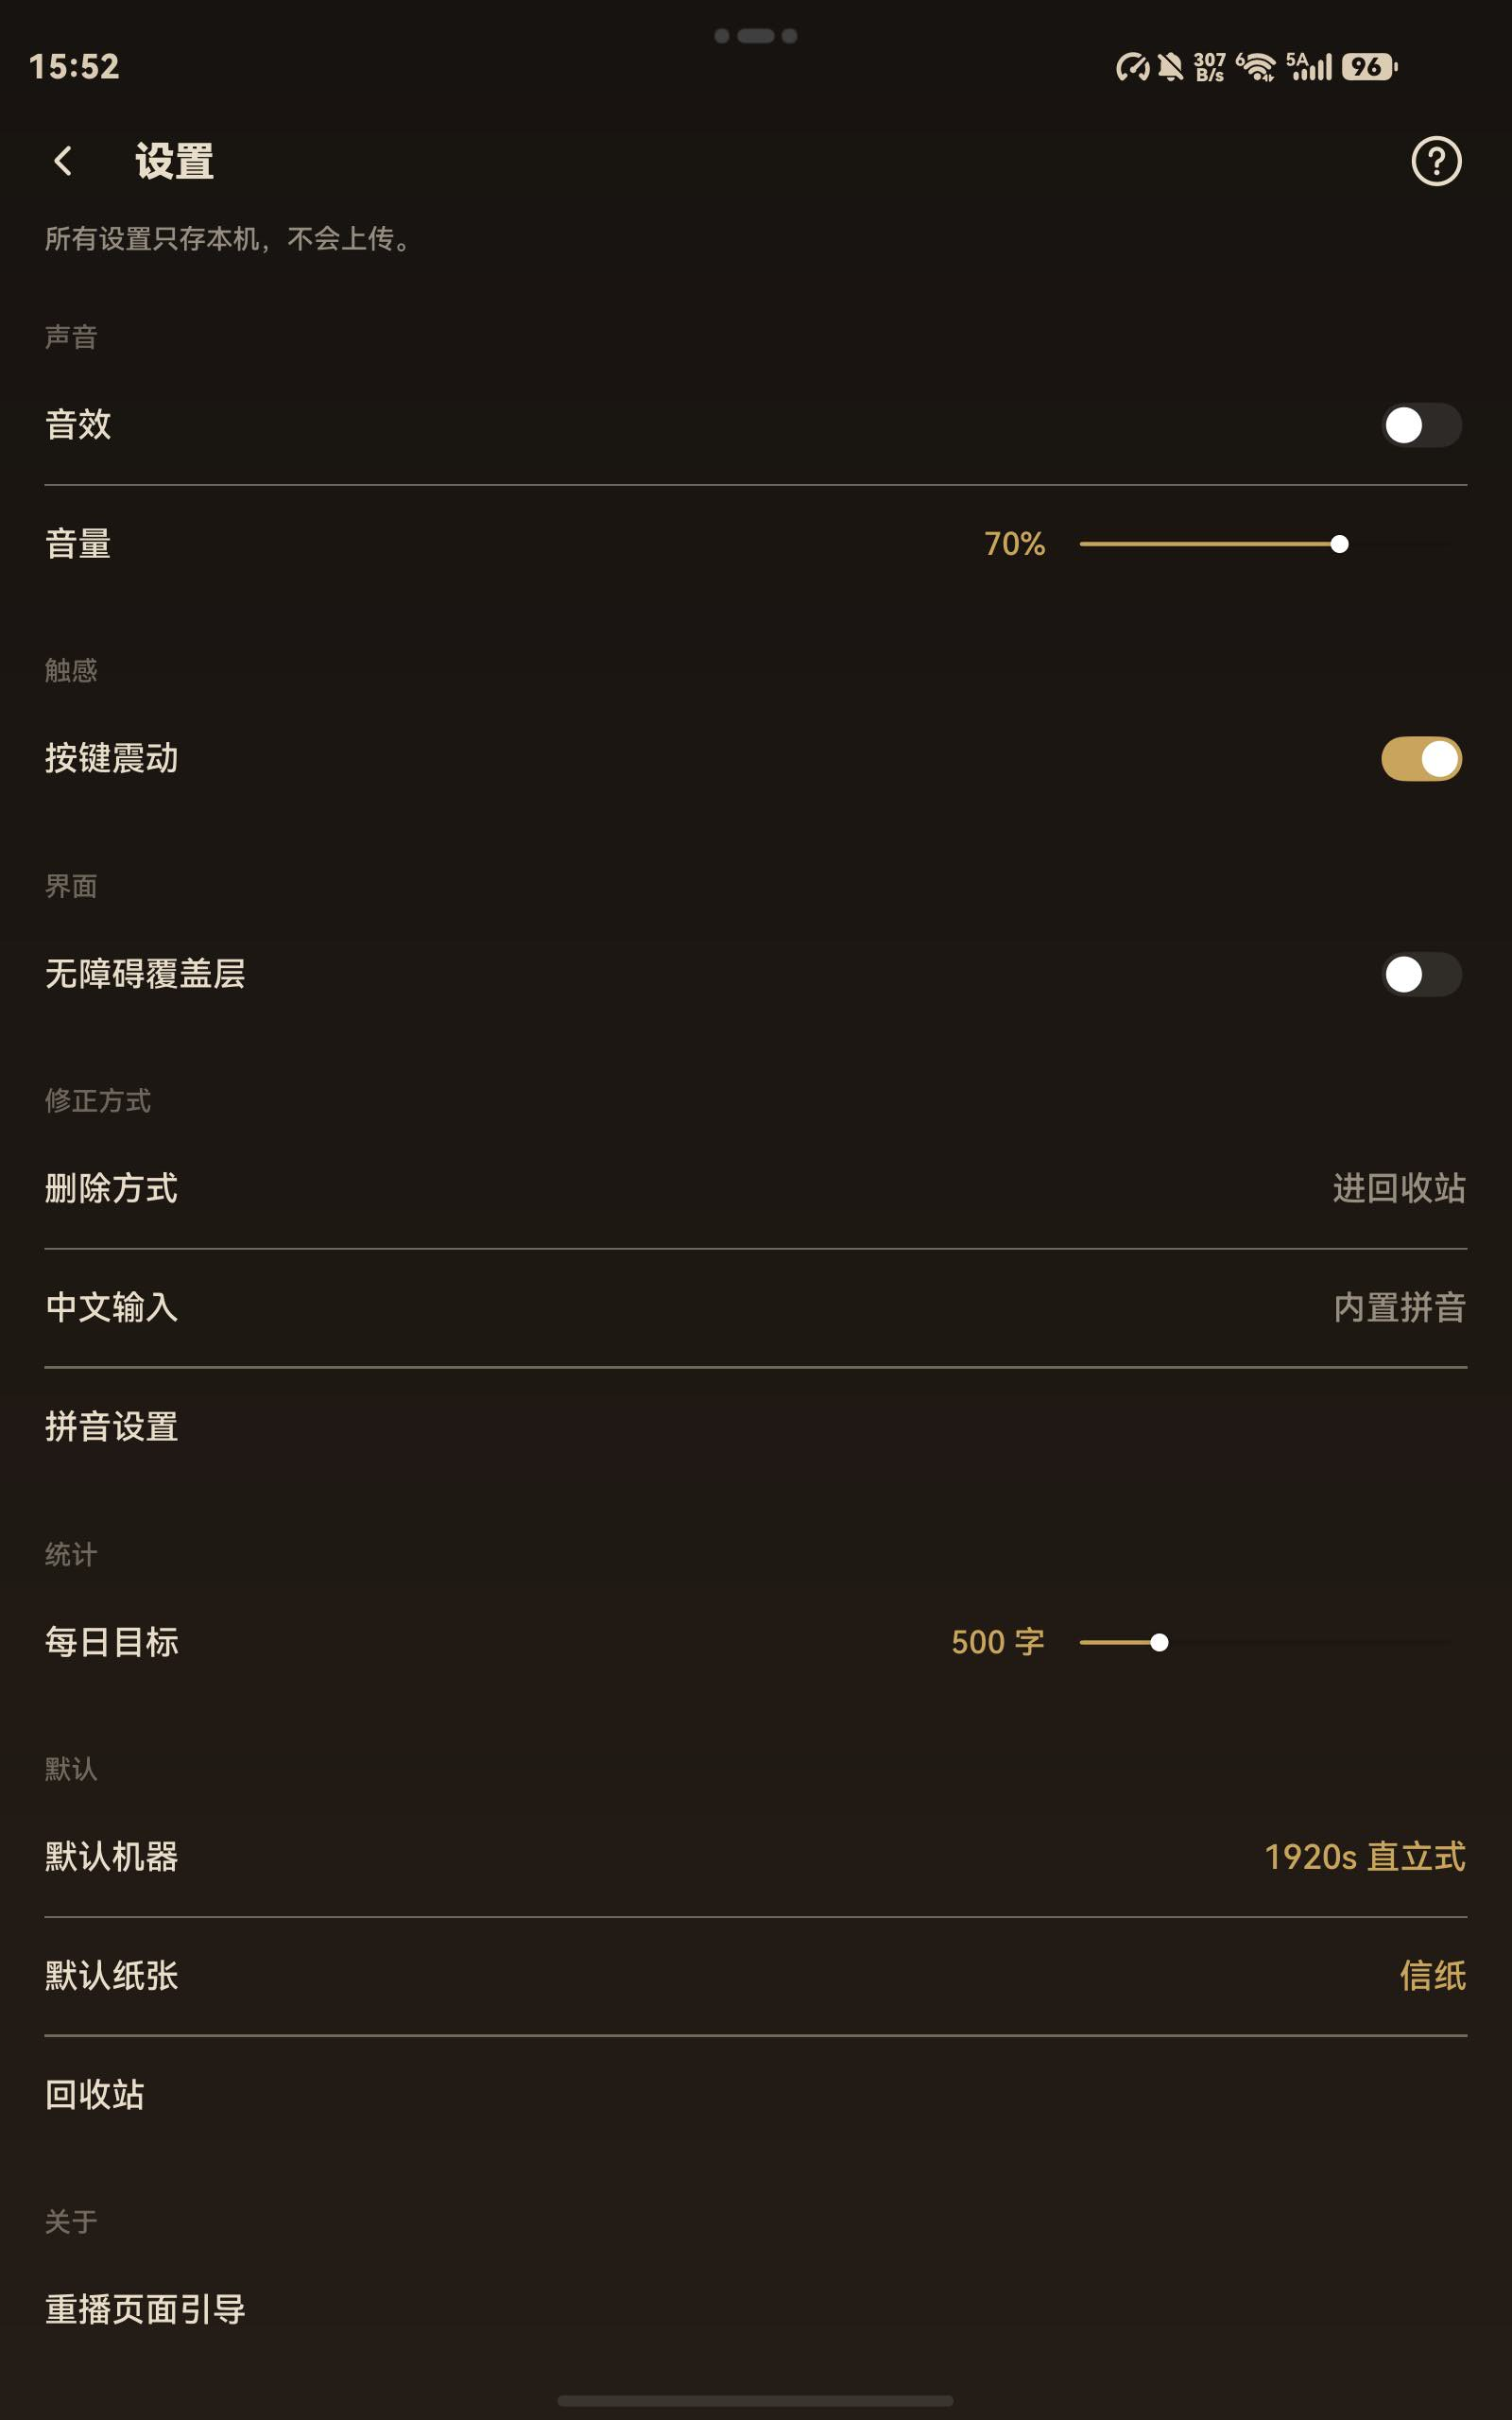 15:52
307 B/s 6 5A 96
设置
所有设置只存本机，不会上传。
声音
音效
音量 70%
触感
按键震动
界面
无障碍覆盖层
修正方式
删除方式 进回收站
中文输入 内置拼音
拼音设置
统计
每日目标 500 字
默认
默认机器 1920s 直立式
默认纸张 信纸
回收站
关于
重播页面引导